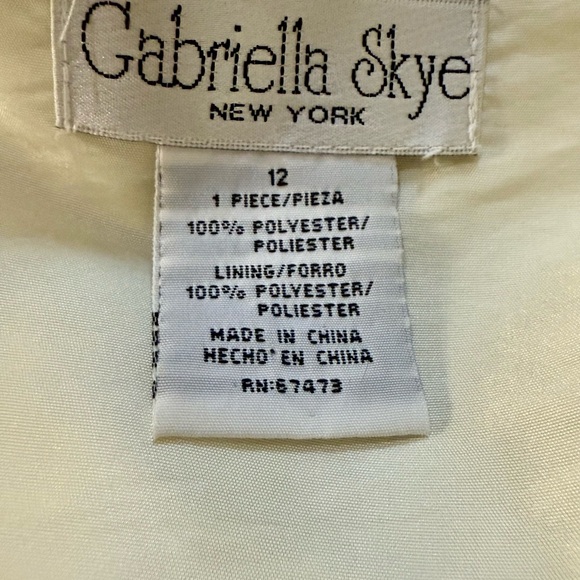 Gabriella Skye
NEW YORK
12
1 PIECE/PIEZA
100% POLYESTER/
POLIESTER
LINING/FORRO
100% POLYESTER/
POLIESTER
MADE IN CHINA
HECHO EN CHINA
RN:67473